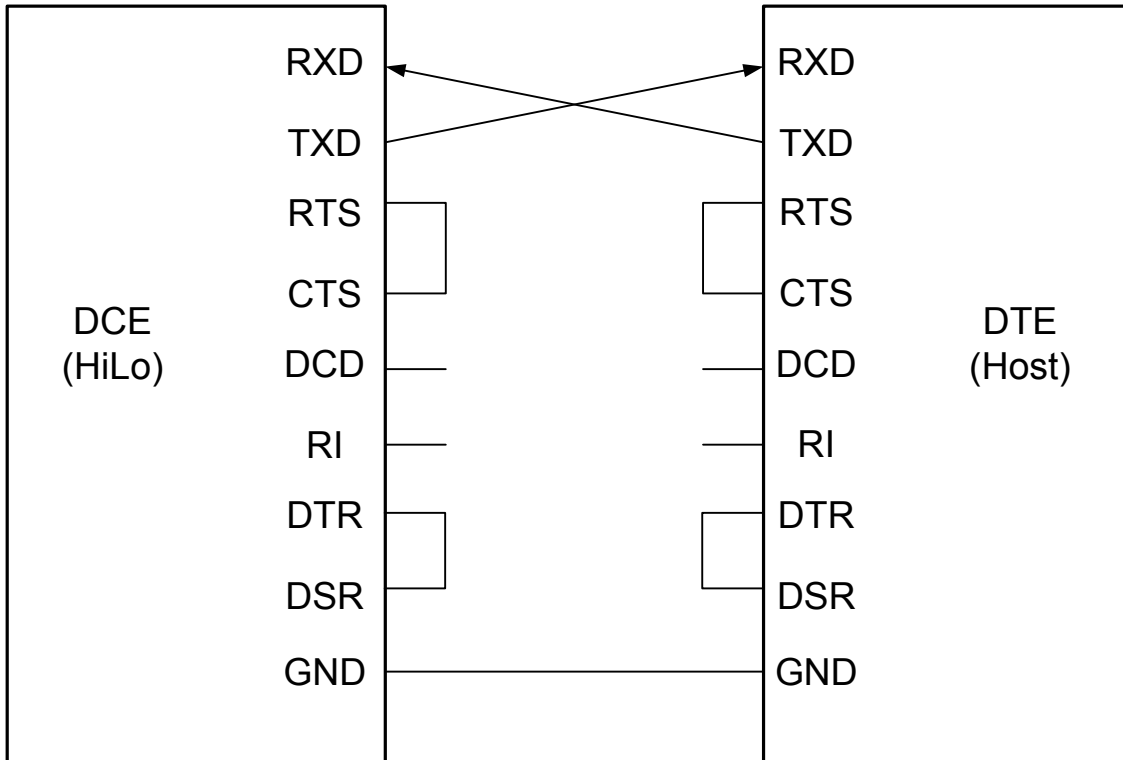 RXD
TXD
RTS
CTS
DCD
RI
DTR
DSR
GND
DCE
(HiLo)
RXD
TXD
RTS
CTS
DCD
RI
DTR
DSR
GND
DTE
(Host)